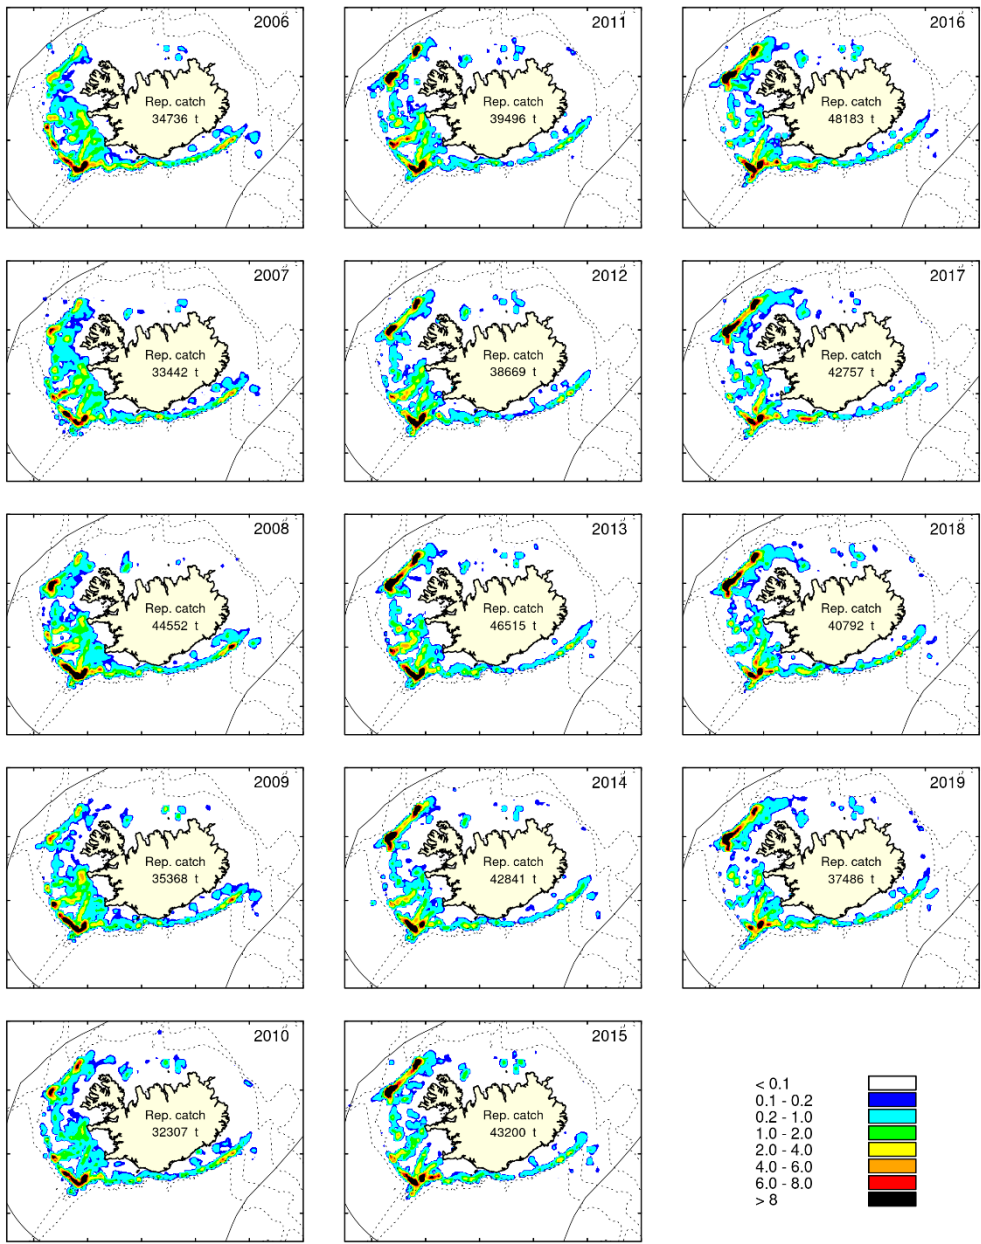 2006
Rep. catch
34736 t
2011
Rep. catch
39496 t
2016
Rep. catch
48183 t
2007
Rep. catch
33442 t
2012
Rep. catch
38669 t
2017
Rep. catch
42757 t
2008
Rep. catch
44552 t
2013
Rep. catch
46515 t
2018
Rep. catch
40792 t
2009
Rep. catch
35368 t
2014
Rep. catch
42841 t
2019
Rep. catch
37486 t
2010
Rep. catch
32307 t
2015
Rep. catch
43200 t
< 0.1
0.1 - 0.2
0.2 - 1.0
1.0 - 2.0
2.0 - 4.0
4.0 - 6.0
6.0 - 8.0
> 8